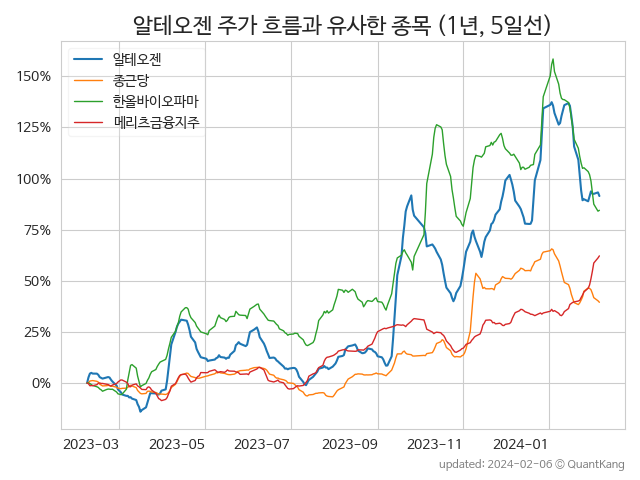 알테오젠 주가 흐름과 유사한 종목 (1년, 5일선)
알테오젠
종근당
한올바이오파마
메리츠금융지주
150%
125%
100%
75%
50%
25%
0%
2023-03 2023-05 2023-07 2023-09 2023-11 2024-01
updated: 2024-02-06 © QuantKang